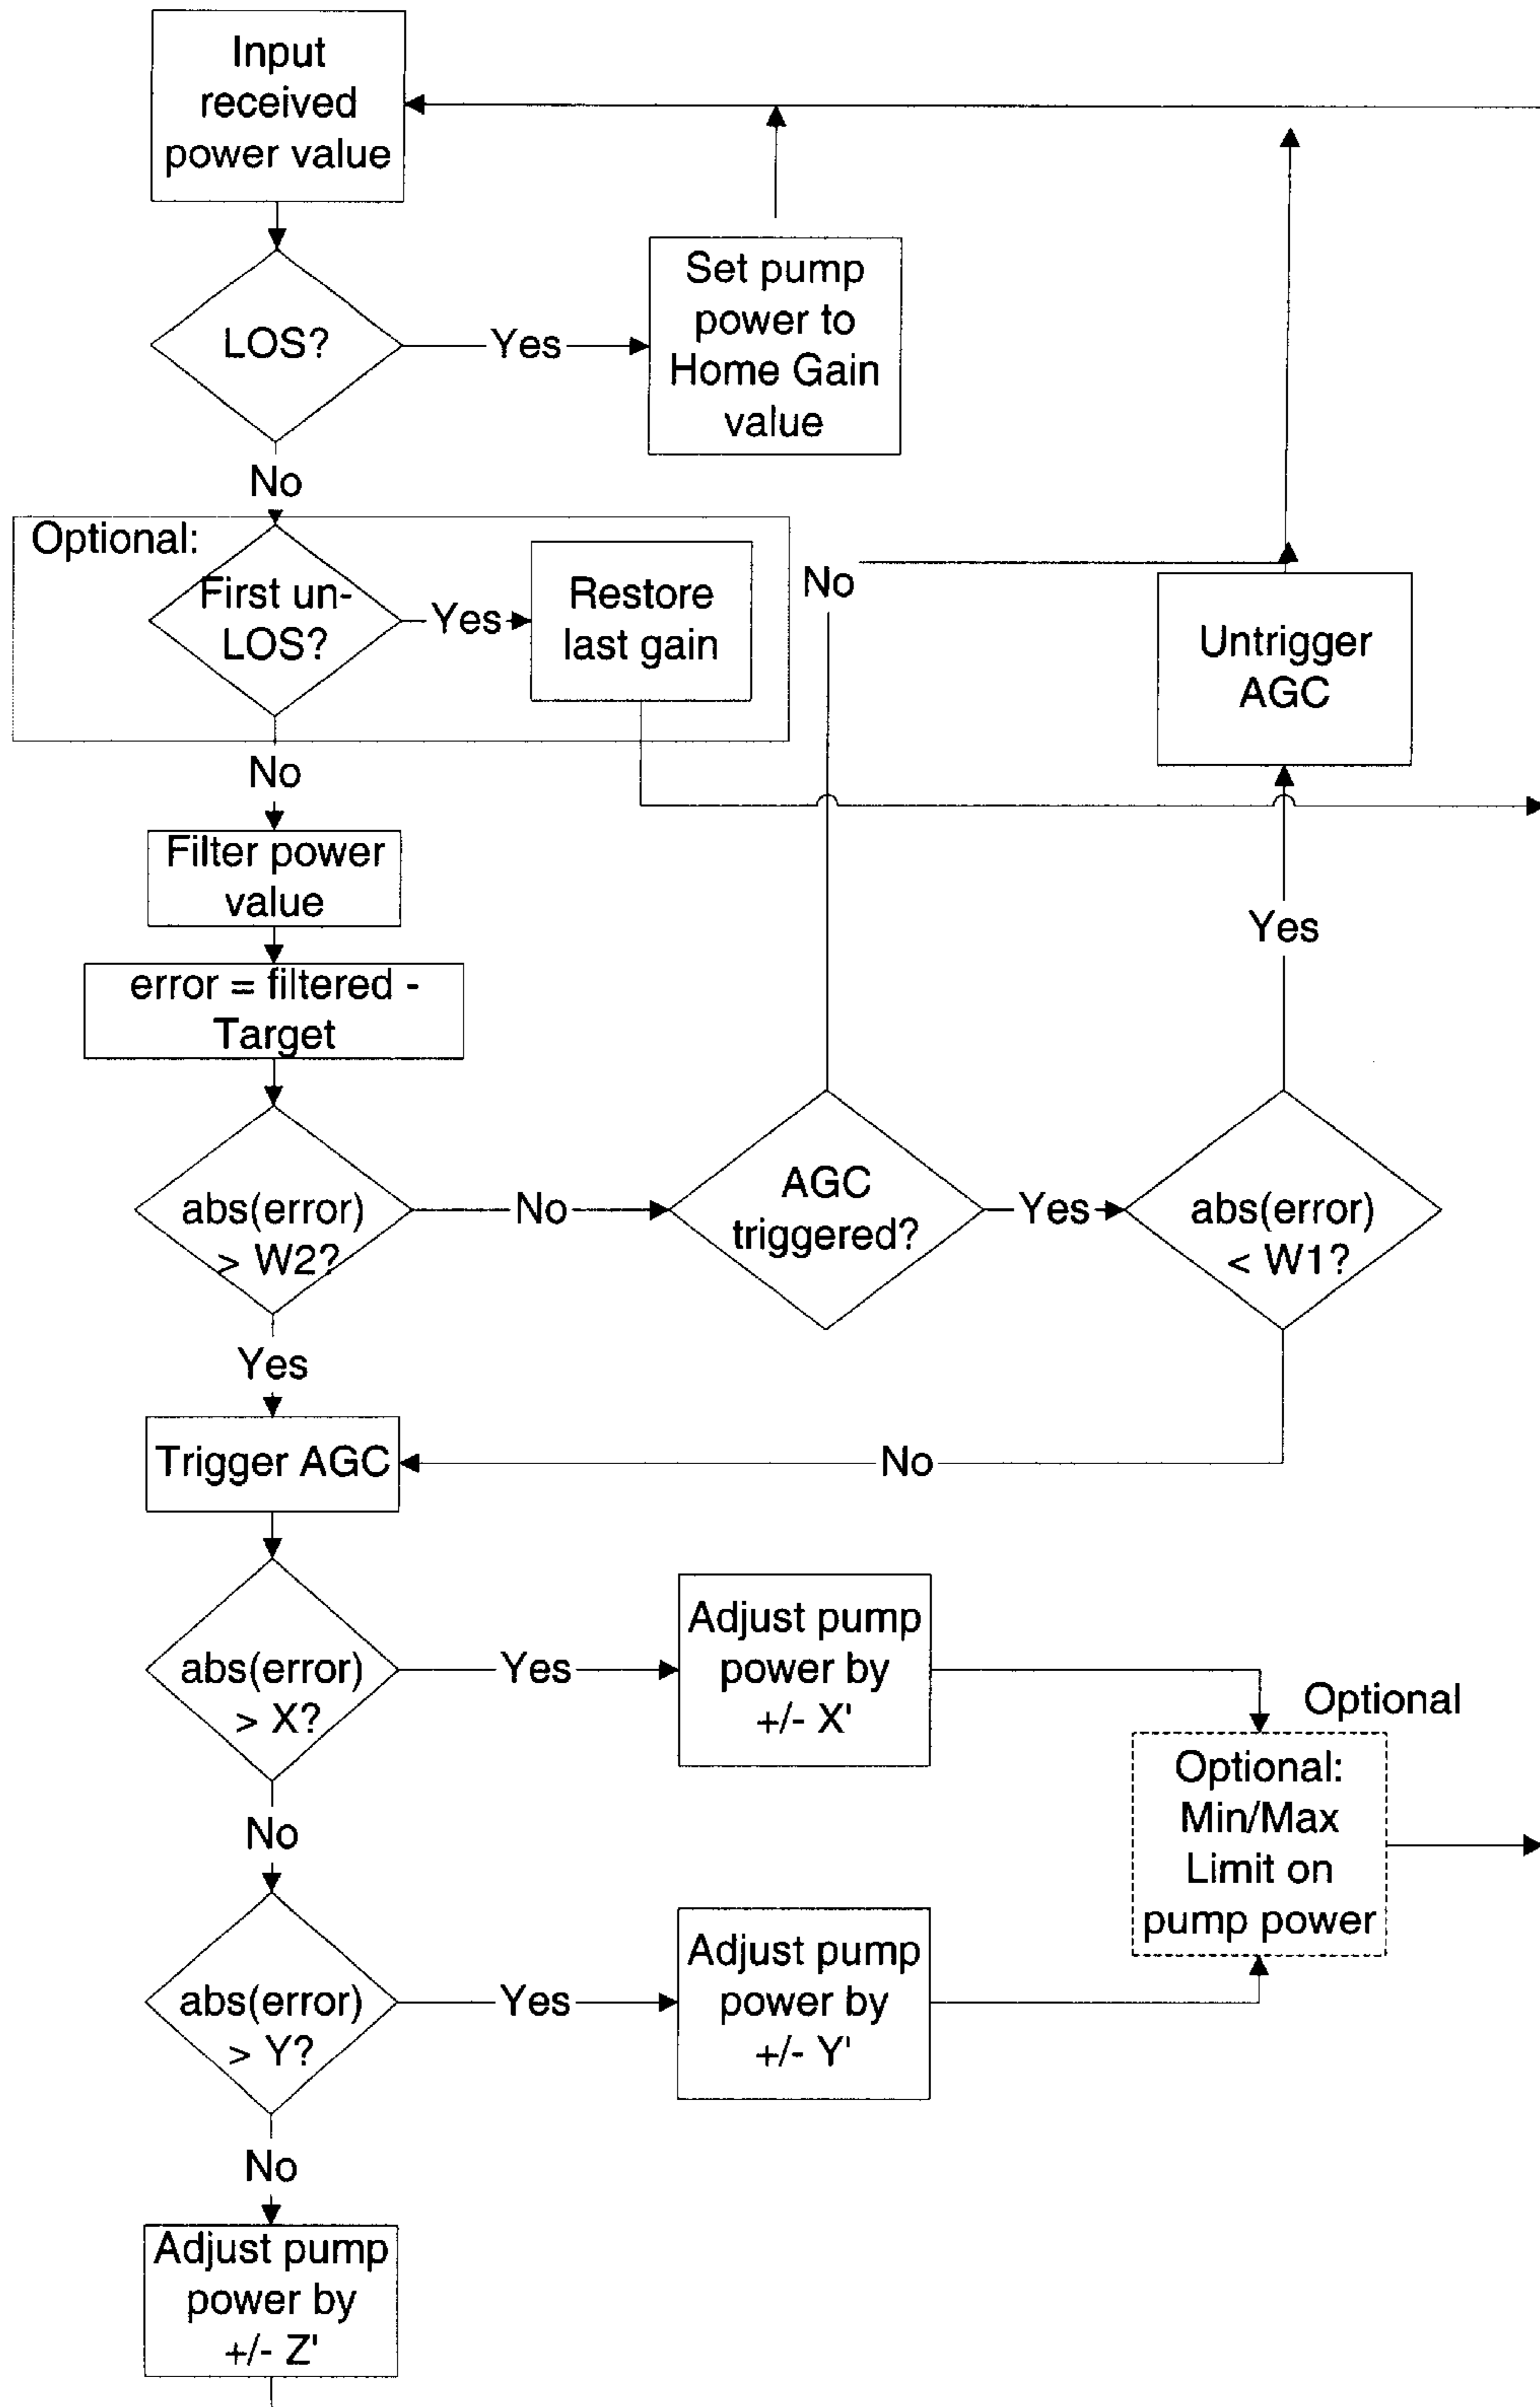 Input
received
power value
LOS?
Yes
Set pump
power to
Home Gain
value
No
Optional:
First un-
LOS?
Yes
Restore
last gain
No
Untrigger
AGC
No
Filter power
value
Yes
error = filtered -
Target
abs(error)
> W2?
No
AGC
triggered?
Yes
abs(error)
< W1?
Yes
Trigger AGC
No
abs(error)
> X?
Yes
Adjust pump
power by
+/- X'
Optional
Optional:
Min/Max
Limit on
pump power
No
abs(error)
> Y?
Yes
Adjust pump
power by
+/- Y'
No
Adjust pump
power by
+/- Z'